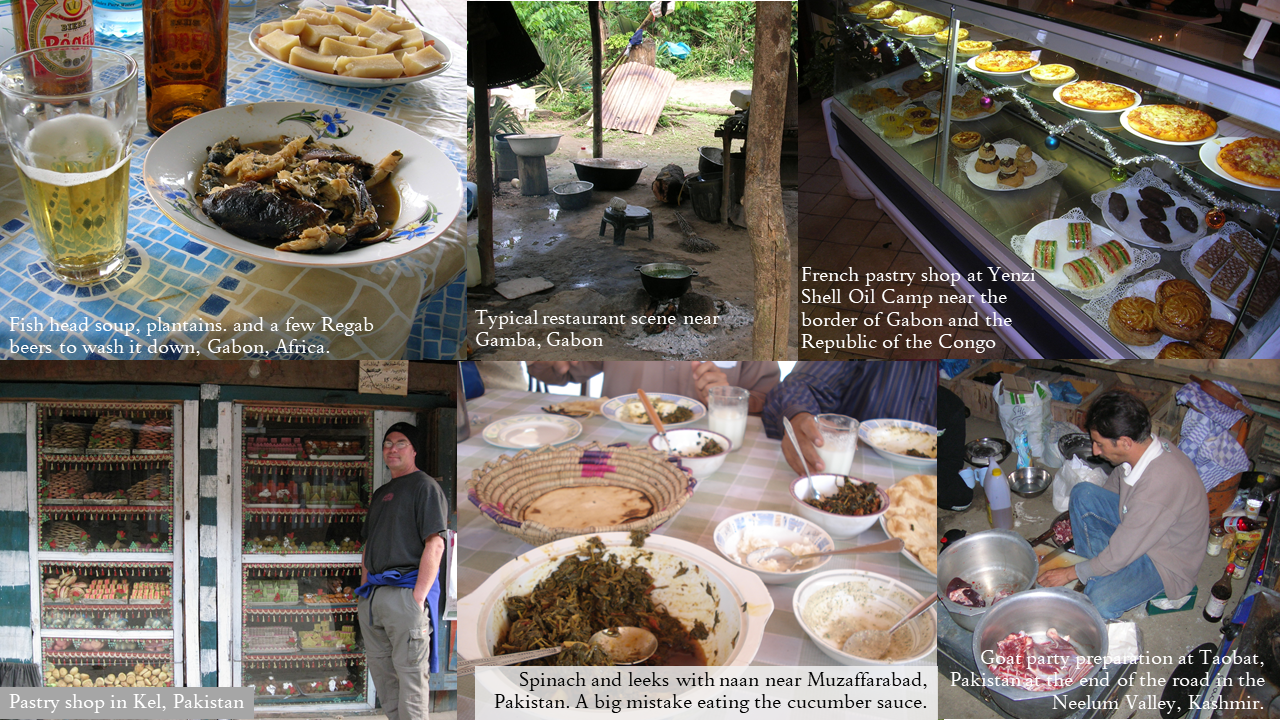 BIERE
Régab
Fish head soup, plantains. and a few Regab
beers to wash it down, Gabon, Africa.
Typical restaurant scene near
Gamba, Gabon
French pastry shop at Yenzi
Shell Oil Camp near the
border of Gabon and the
Republic of the Congo
Pastry shop in Kel, Pakistan
Spinach and leeks with naan near Muzaffarabad,
Pakistan. A big mistake eating the cucumber sauce.
Goat party preparation at Taobat,
Pakistan at the end of the road in the
Neelum Valley, Kashmir.